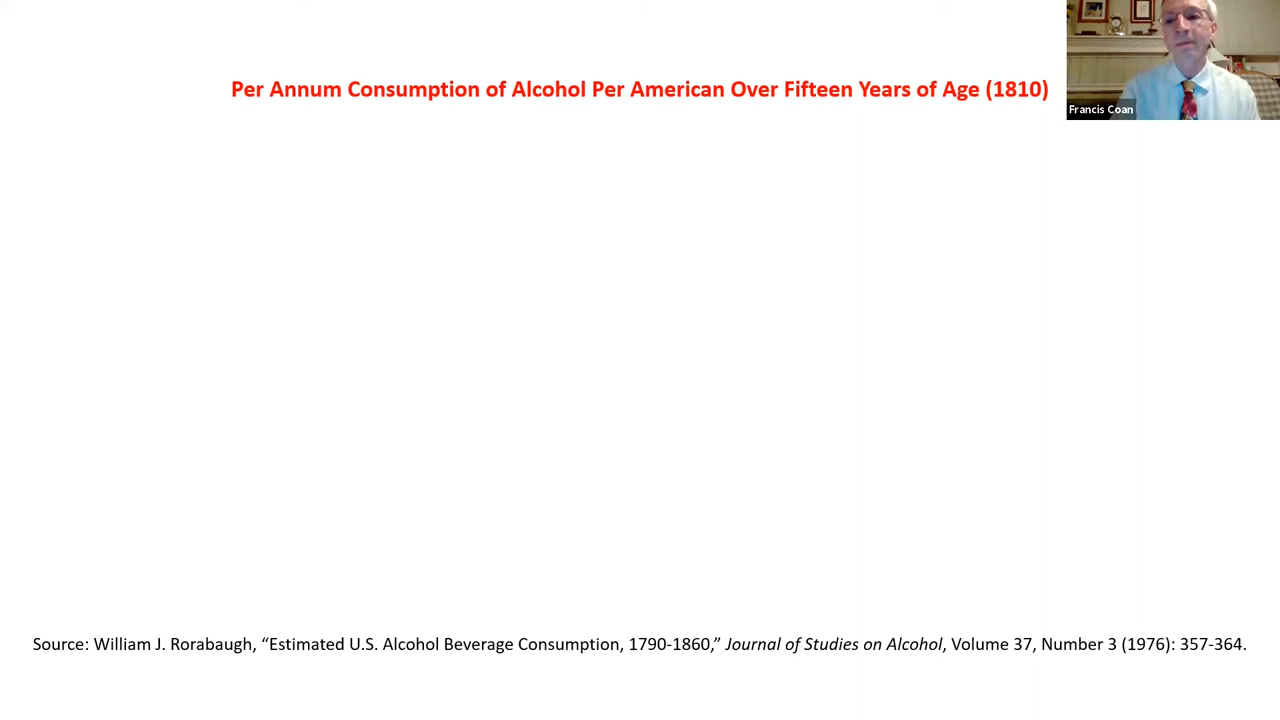 Per Annum Consumption of Alcohol Per American Over Fifteen Years of Age (1810)
Francis Coan
Source: William J. Rorabaugh, “Estimated U.S. Alcohol Beverage Consumption, 1790-1860,” Journal of Studies on Alcohol, Volume 37, Number 3 (1976): 357-364.